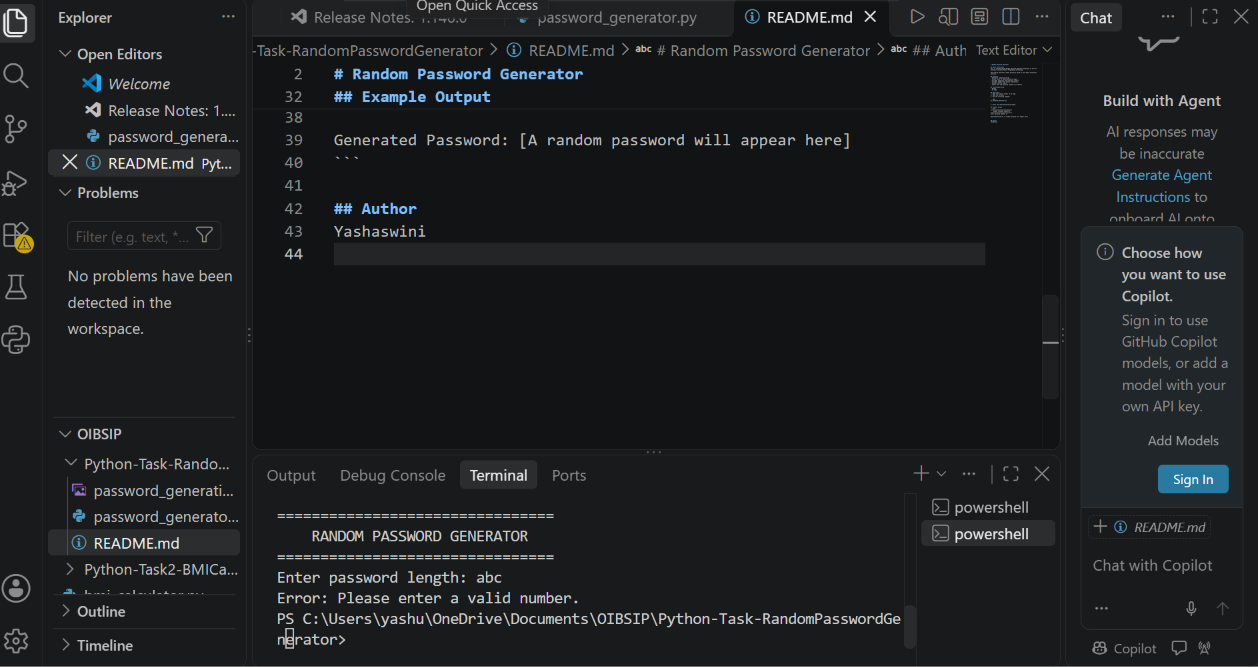 Explorer
Open Editors
Welcome
Release Notes: 1....
password_genera...
README.md Pyt...
Problems
Filter (e.g. text, *...
No problems have been
detected in the
workspace.
OIBSIP
Python-Task-Rando...
password_generati...
password_generato...
README.md
Python-Task2-BMICa...
Outline
Timeline
Open Quick Access
Release Notes: 1.146.0
password_generator.py
README.md
-Task-RandomPasswordGenerator > README.md > abc # Random Password Generator > abc ## Auth
Text Editor
2 # Random Password Generator
32 ## Example Output
38
39 Generated Password: [A random password will appear here]
40 ```
41
42 ## Author
43 Yashaswini
44
Output Debug Console Terminal Ports
===============================
RANDOM PASSWORD GENERATOR
===============================
Enter password length: abc
Error: Please enter a valid number.
PS C:\Users\yashu\OneDrive\Documents\OIBSIP\Python-Task-RandomPasswordGe
nerator>
powershell
powershell
Chat
Build with Agent
AI responses may
be inaccurate
Generate Agent
Instructions to
onboard AI onto
Choose how
you want to use
Copilot.
Sign in to use
GitHub Copilot
models, or add a
model with your
own API key.
Add Models
Sign In
README.md
Chat with Copilot
Copilot